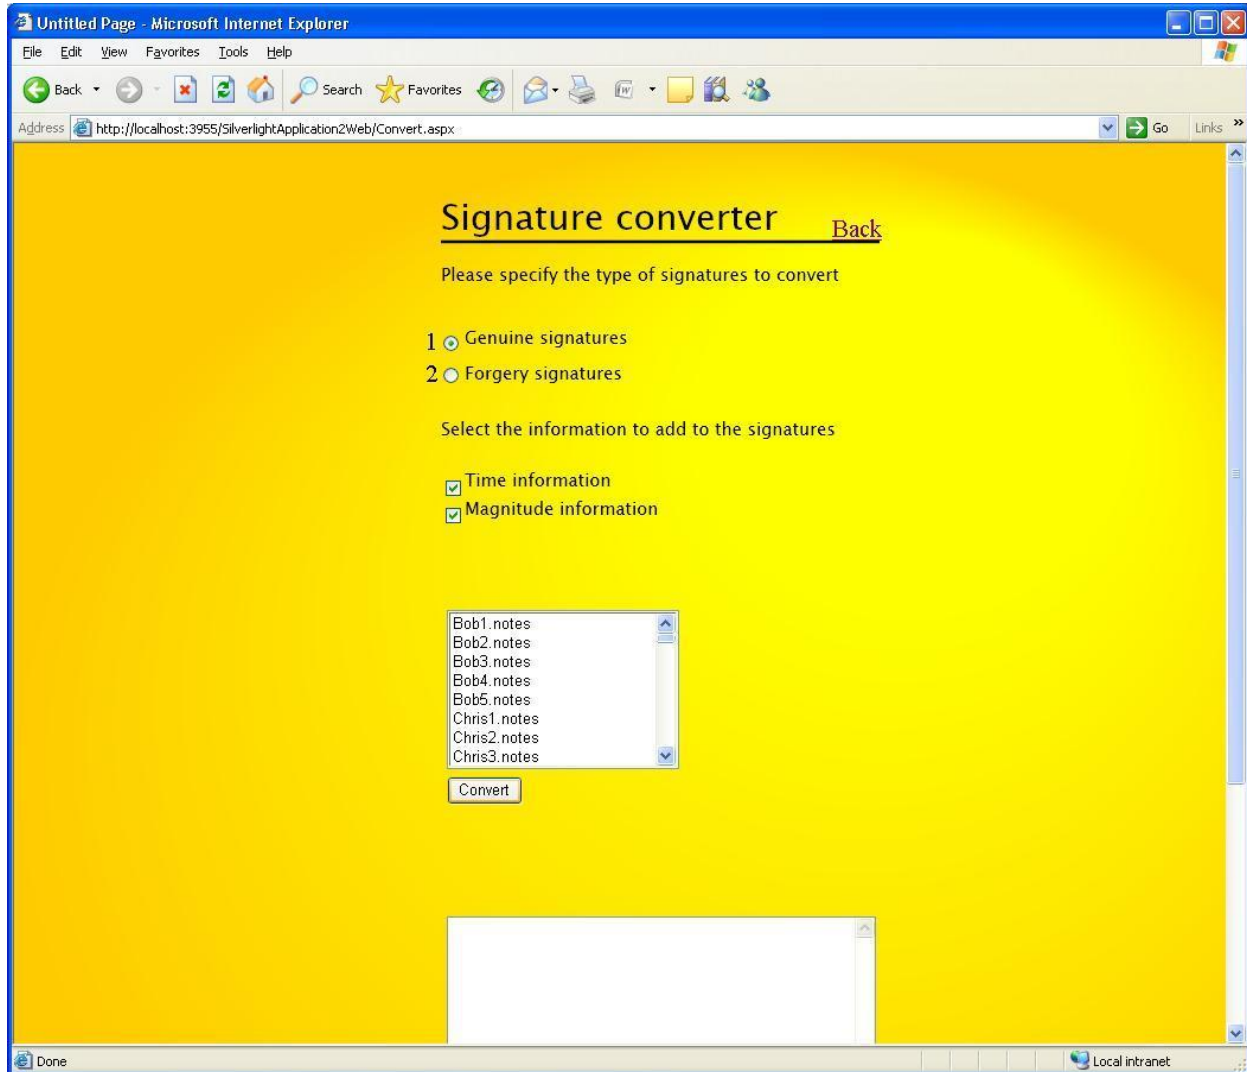 Untitled Page - Microsoft Internet Explorer
File Edit View Favorites Tools Help
Back Search Favorites
Address http://localhost:3955/SilverlightApplication2Web/Convert.aspx Go Links »
Signature converter Back
Please specify the type of signatures to convert
1 Genuine signatures
2 Forgery signatures
Select the information to add to the signatures
Time information
Magnitude information
Bob1.notes
Bob2.notes
Bob3.notes
Bob4.notes
Bob5.notes
Chris1.notes
Chris2.notes
Chris3.notes
Convert
Done Local intranet